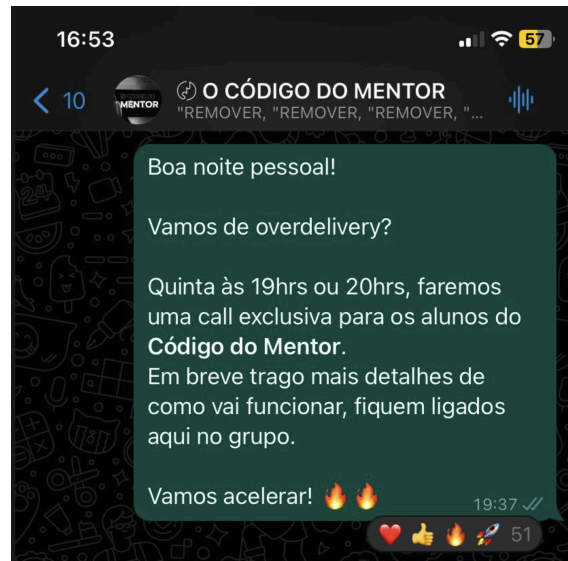 16:53
57
10
MENTOR
O CÓDIGO DO MENTOR
"REMOVER, "REMOVER, "REMOVER, "...
Boa noite pessoal!
Vamos de overdelivery?
Quinta às 19hrs ou 20hrs, faremos
uma call exclusiva para os alunos do
Código do Mentor.
Em breve trago mais detalhes de
como vai funcionar, fiquem ligados
aqui no grupo.
Vamos acelerar! 🔥 🔥
19:37
❤️ 👍 🔥 🚀 51